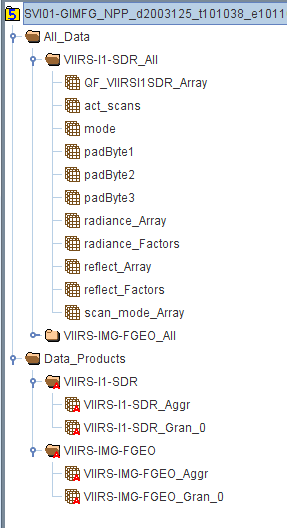 SVI01-GIMFG_NPP_d2003125_t101038_e1011
All_Data
VIIRS-I1-SDR_All
QF_VIIRSI1SDR_Array
act_scans
mode
padByte1
padByte2
padByte3
radiance_Array
radiance_Factors
reflect_Array
reflect_Factors
scan_mode_Array
VIIRS-IMG-FGEO_All
Data_Products
VIIRS-I1-SDR
VIIRS-I1-SDR_Aggr
VIIRS-I1-SDR_Gran_0
VIIRS-IMG-FGEO
VIIRS-IMG-FGEO_Aggr
VIIRS-IMG-FGEO_Gran_0